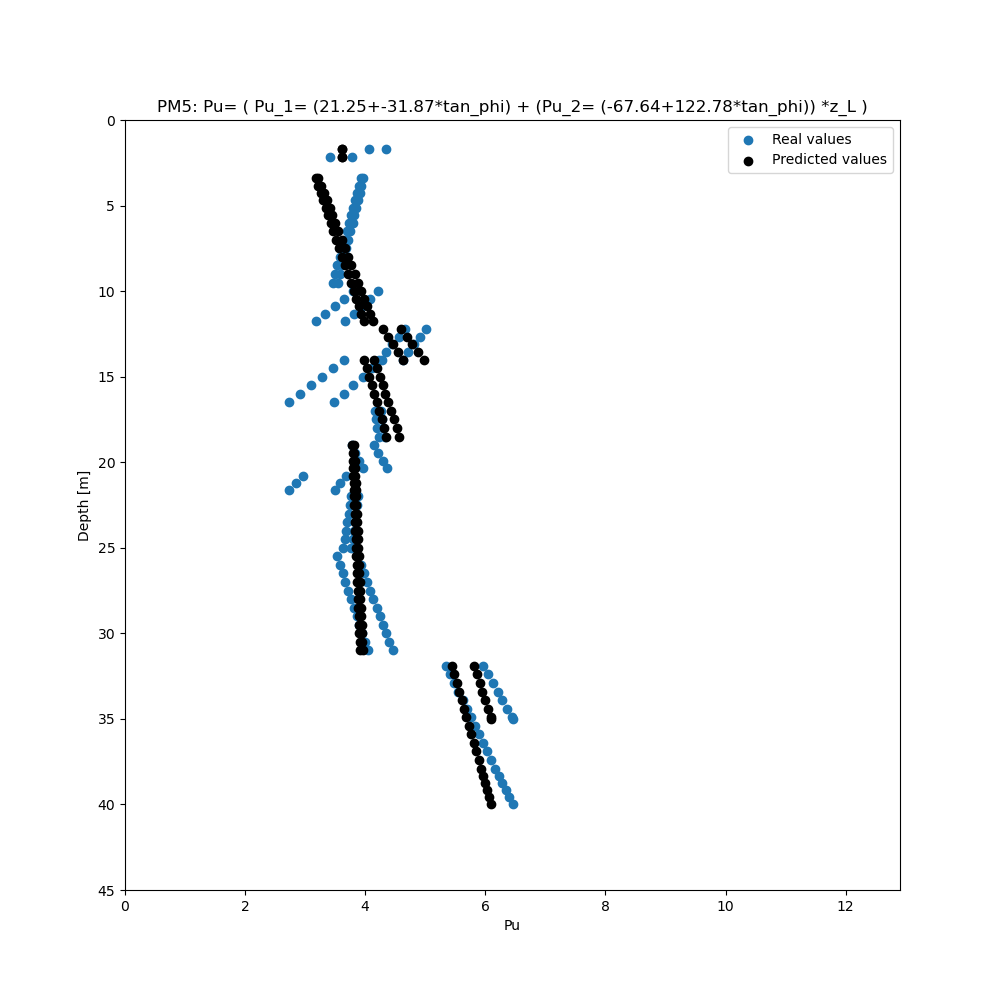 PM5: Pu= ( Pu_1= (21.25+-31.87*tan_phi) + (Pu_2= (-67.64+122.78*tan_phi)) *z_L )
Real values
Predicted values
0
5
10
15
20
25
30
35
40
45
Depth [m]
0 2 4 6 8 10 12
Pu